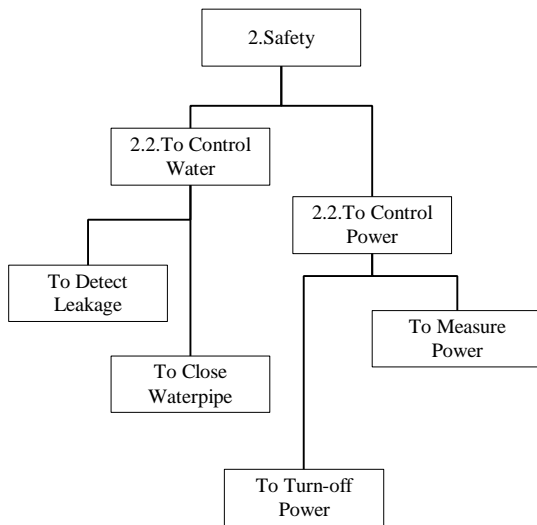 2.Safety
2.2.To Control
Water
2.2.To Control
Power
To Detect
Leakage
To Measure
Power
To Close
Waterpipe
To Turn-off
Power